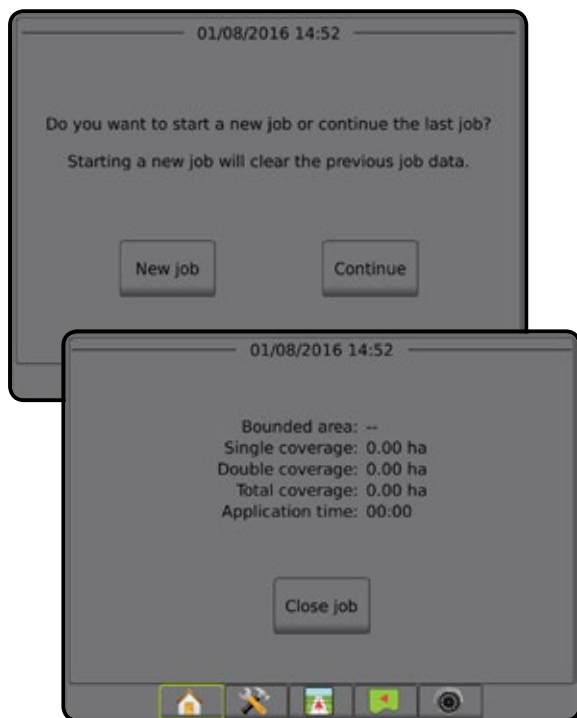 01/08/2016 14:52
Do you want to start a new job or continue the last job?
Starting a new job will clear the previous job data.
New job
Continue
01/08/2016 14:52
Bounded area: --
Single coverage: 0.00 ha
Double coverage: 0.00 ha
Total coverage: 0.00 ha
Application time: 00:00
Close job